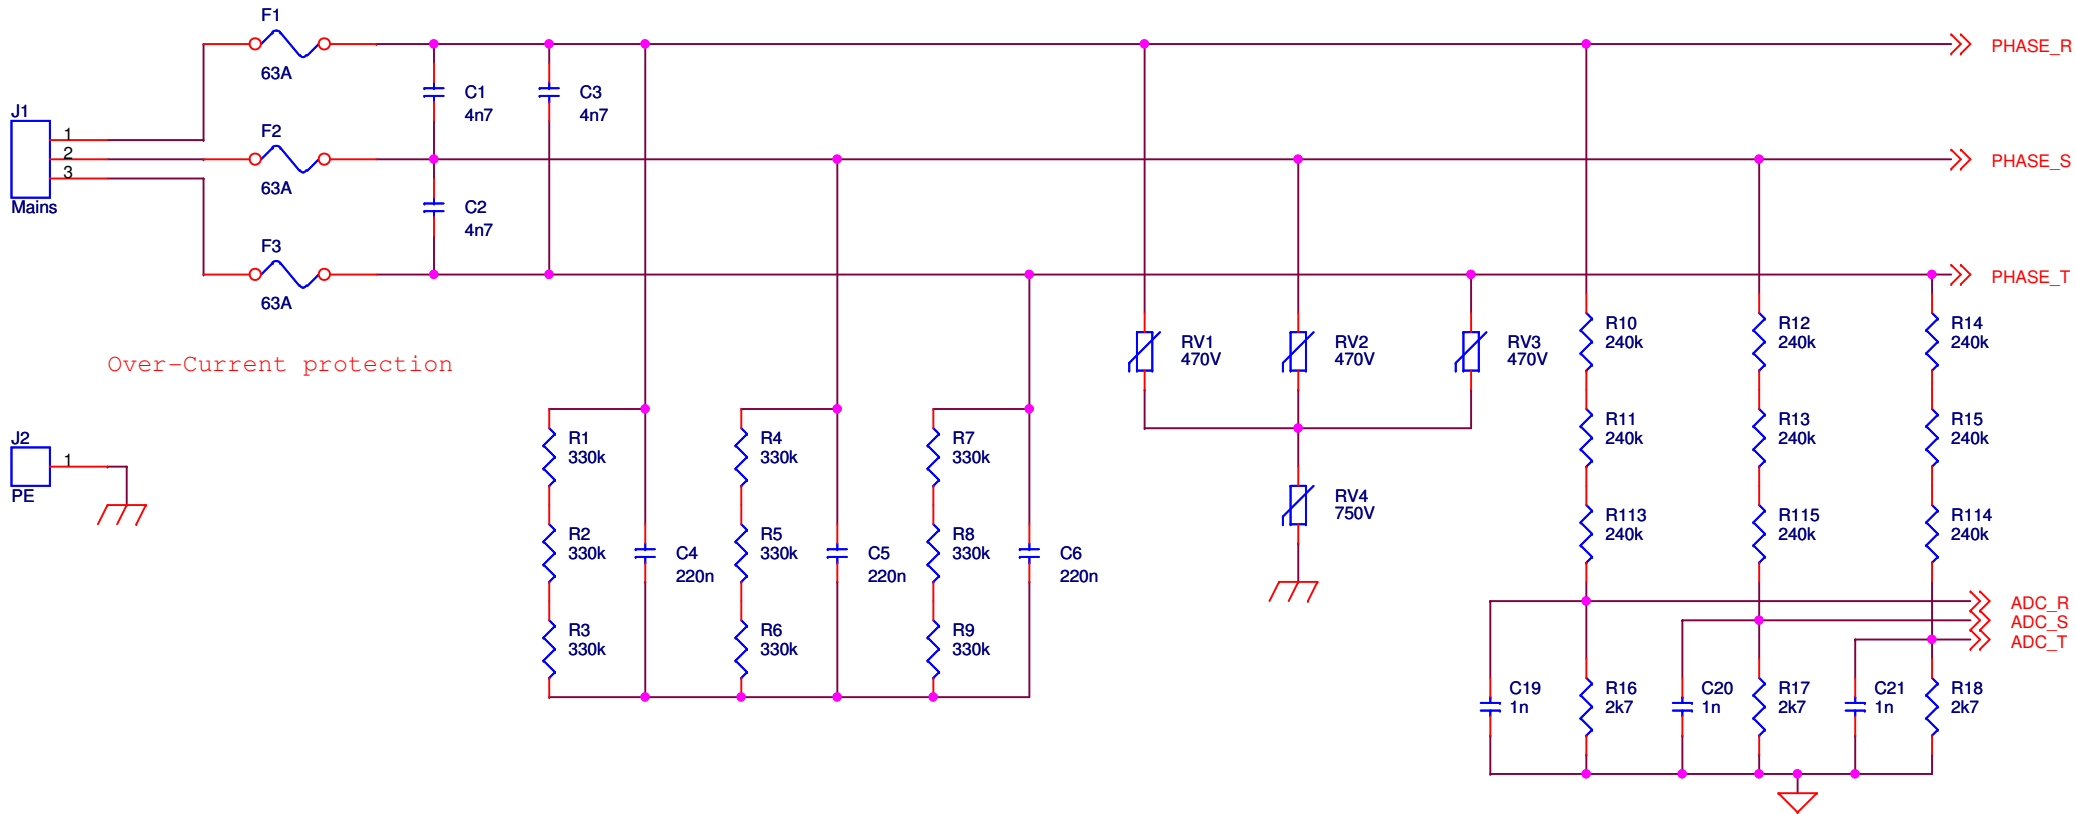 F1
63A
C1
4n7
C3
4n7
PHASE_R
J1
1
2
3
Mains
F2
63A
PHASE_S
C2
4n7
F3
63A
PHASE_T
Over-Current protection
J2
1
PE
R1
330k
R2
330k
R3
330k
C4
220n
R4
330k
R5
330k
R6
330k
C5
220n
R7
330k
R8
330k
R9
330k
C6
220n
RV1
470V
RV2
470V
RV3
470V
RV4
750V
R10
240k
R11
240k
R113
240k
R12
240k
R13
240k
R115
240k
R14
240k
R15
240k
R114
240k
ADC_R
ADC_S
ADC_T
C19
1n
R16
2k7
C20
1n
R17
2k7
C21
1n
R18
2k7